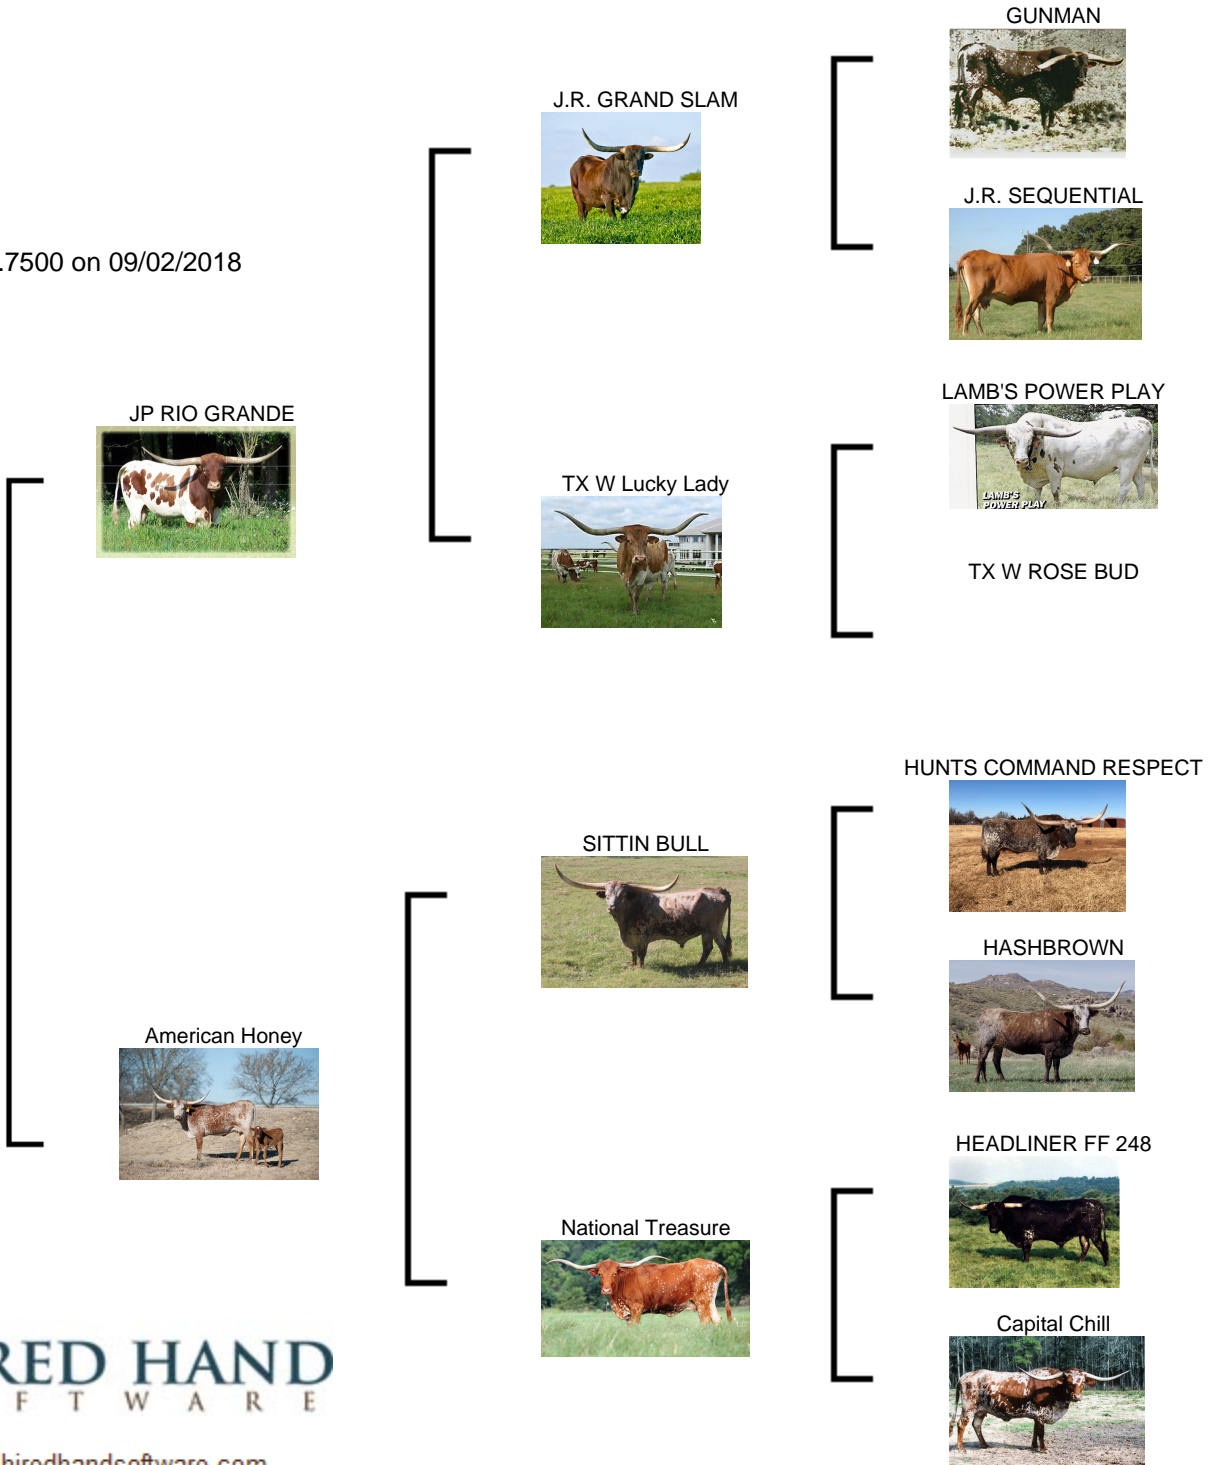 GUNMAN
J.R. GRAND SLAM
J.R. SEQUENTIAL
.7500 on 09/02/2018
LAMB'S POWER PLAY
JP RIO GRANDE
TX W Lucky Lady
LAMB'S
POWER PLAY
TX W ROSE BUD
HUNTS COMMAND RESPECT
SITTIN BULL
HASHBROWN
American Honey
HEADLINER FF 248
National Treasure
Capital Chill
RED HAND
F T W A R E
hiredhandsoftware.com